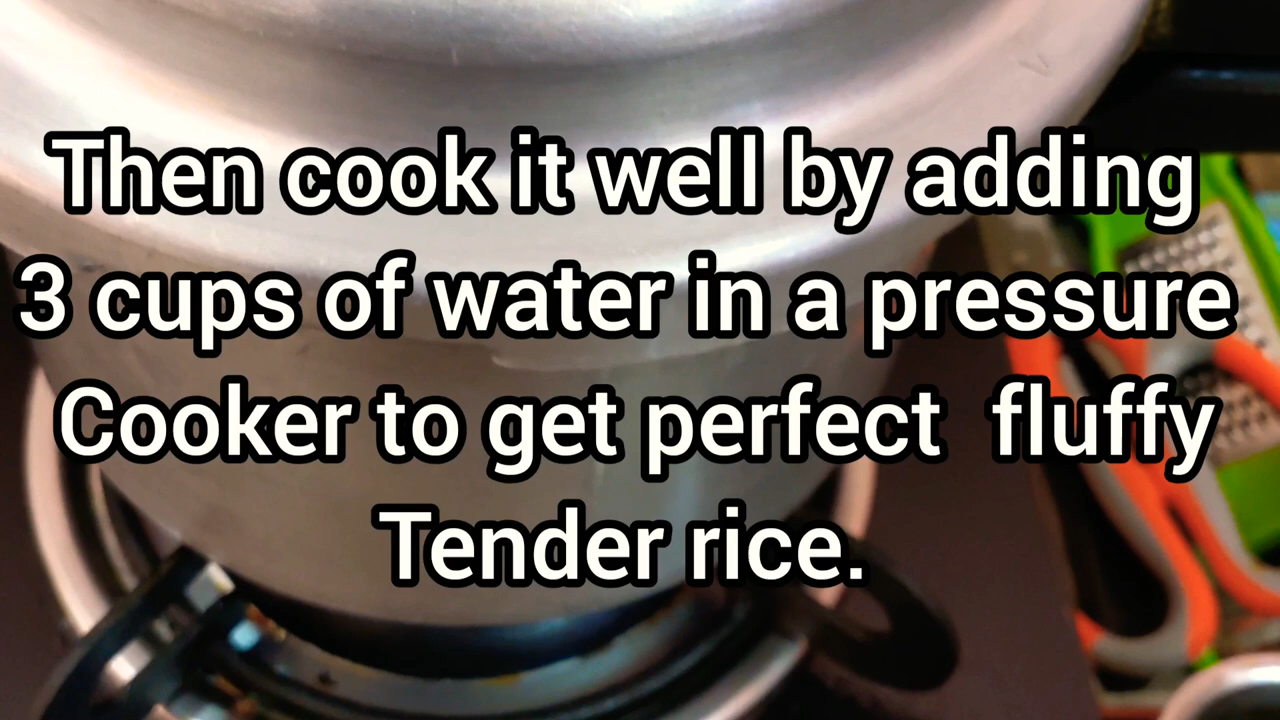 Then cook it well by adding
3 cups of water in a pressure
Cooker to get perfect fluffy
Tender rice.